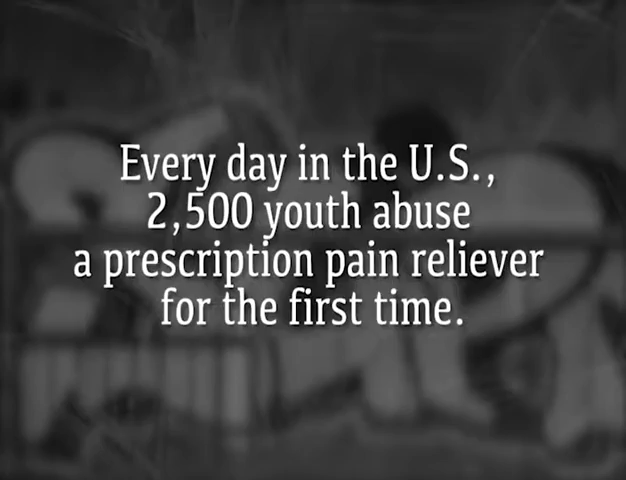 Every day in the U.S.,
2,500 youth abuse
a prescription pain reliever
for the first time.